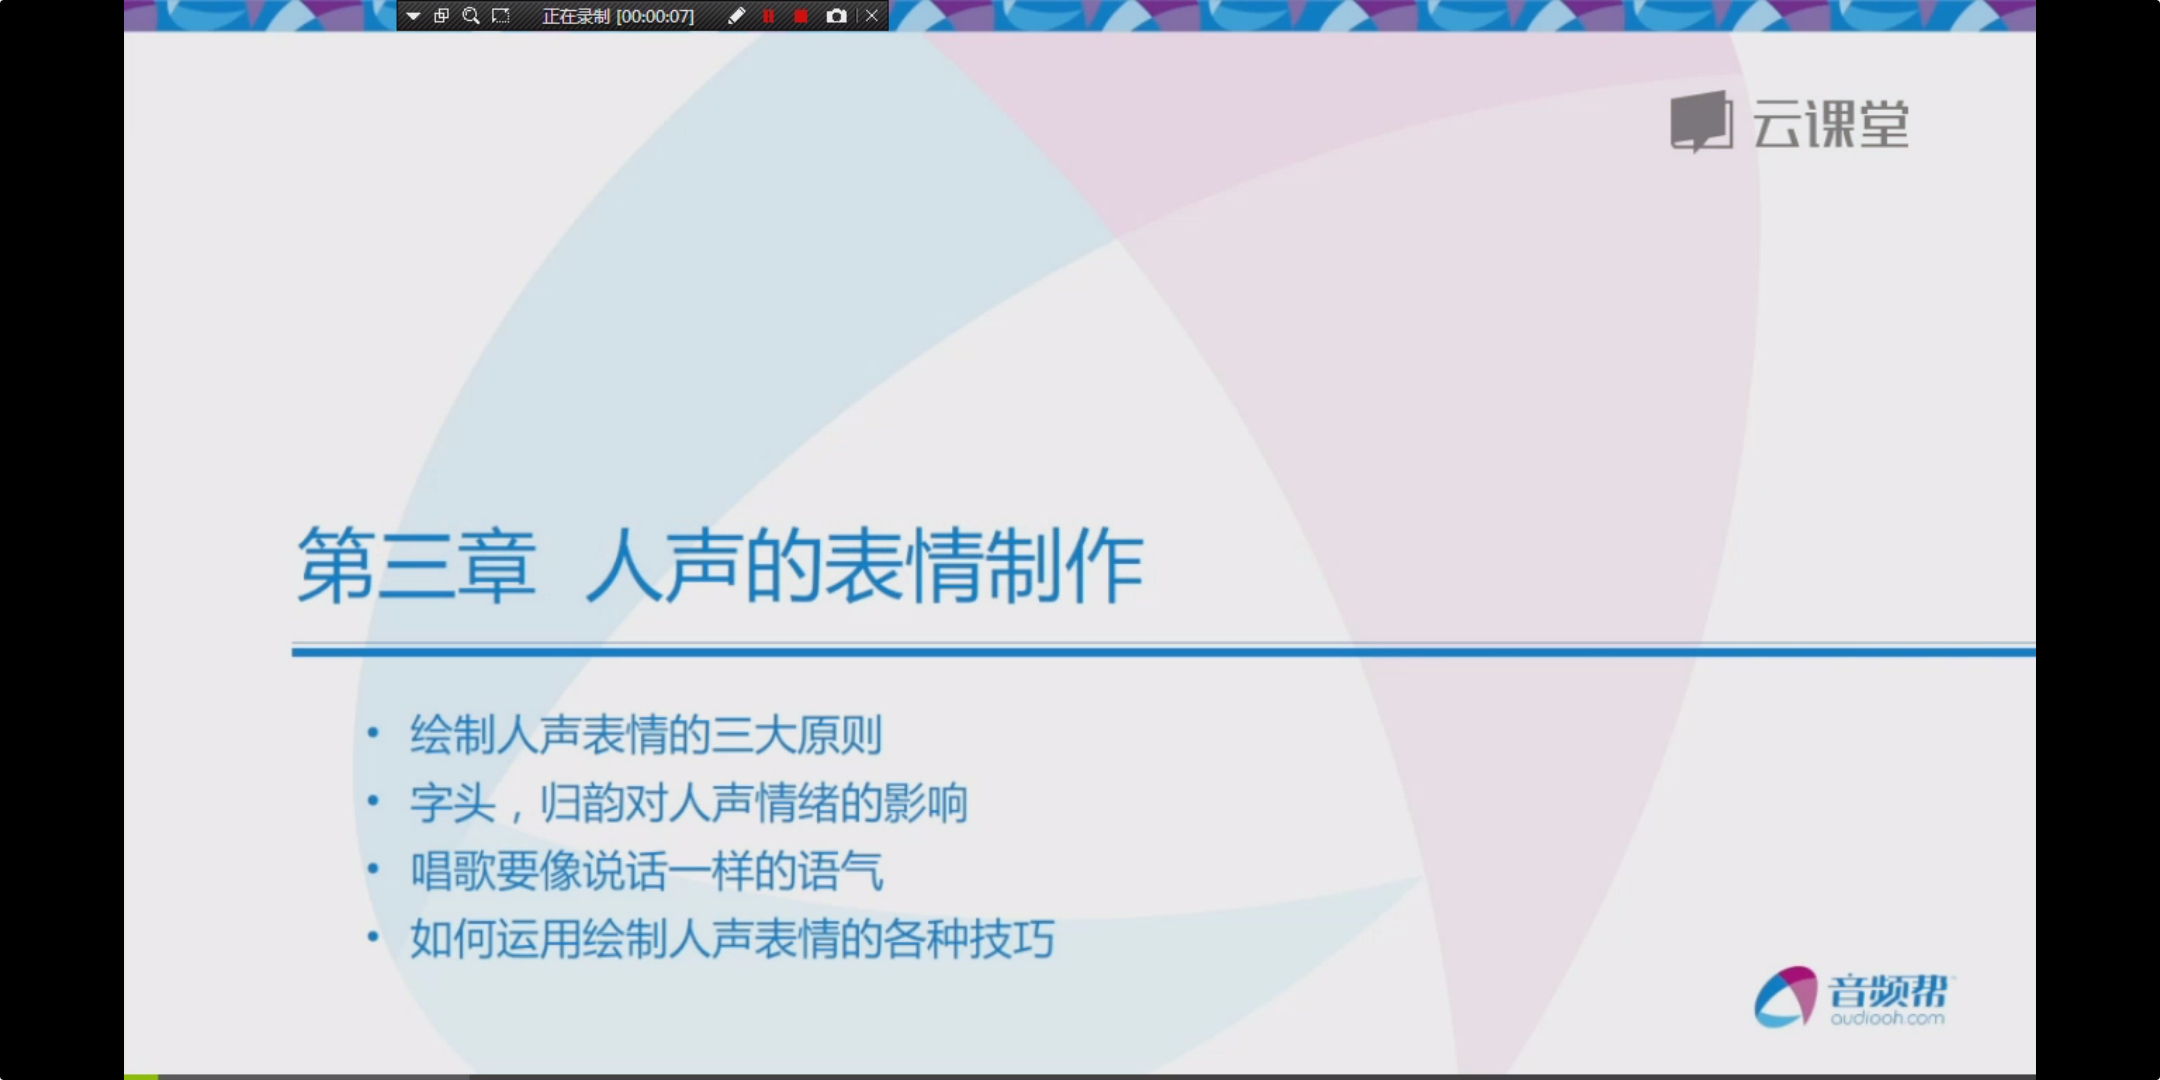 正在录制 [00:00:07]
云课堂
第三章 人声的表情制作
• 绘制人声表情的三大原则
• 字头，归韵对人声情绪的影响
• 唱歌要像说话一样的语气
• 如何运用绘制人声表情的各种技巧
音频帮
audiooh.com